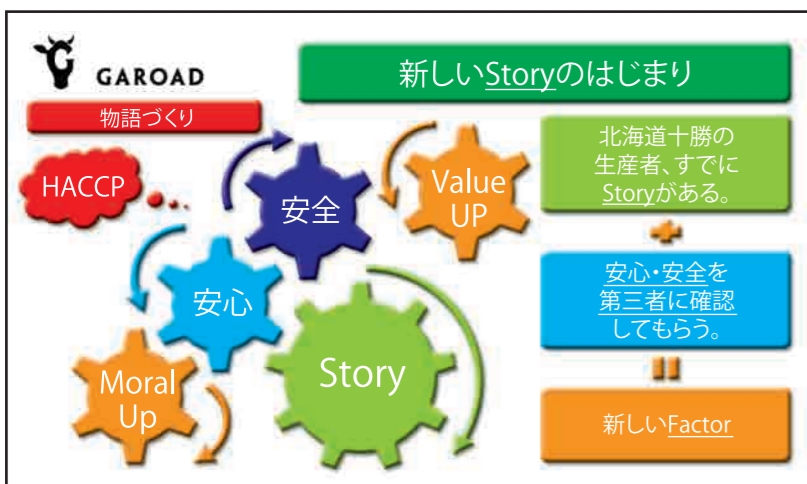 GAROAD
新しいStoryのはじまり
物語づくり
HACCP
安全
Value
UP
安心
Story
Moral
Up
北海道十勝の
生産者、すでに
Storyがある。
安心・安全を
第三者に確認
してもらう。
新しいFactor